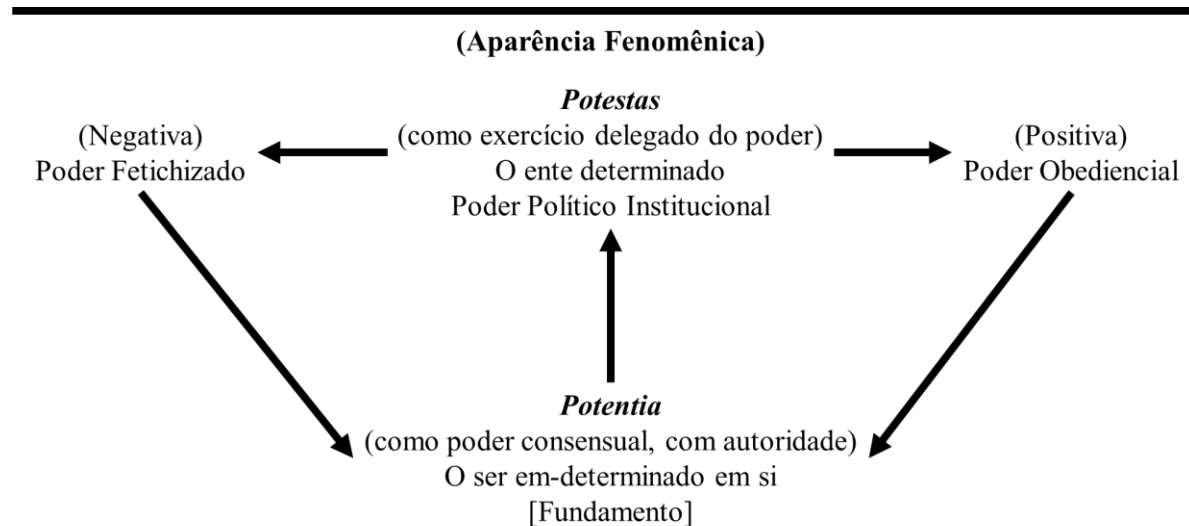 (Aparência Fenomênica)
Potestas
(Negativa)
Poder Fetichizado
(como exercício delegado do poder)
O ente determinado
Poder Político Institucional
(Positiva)
Poder Obediencial
Potentia
(como poder consensual, com autoridade)
O ser em-determinado em si
[Fundamento]